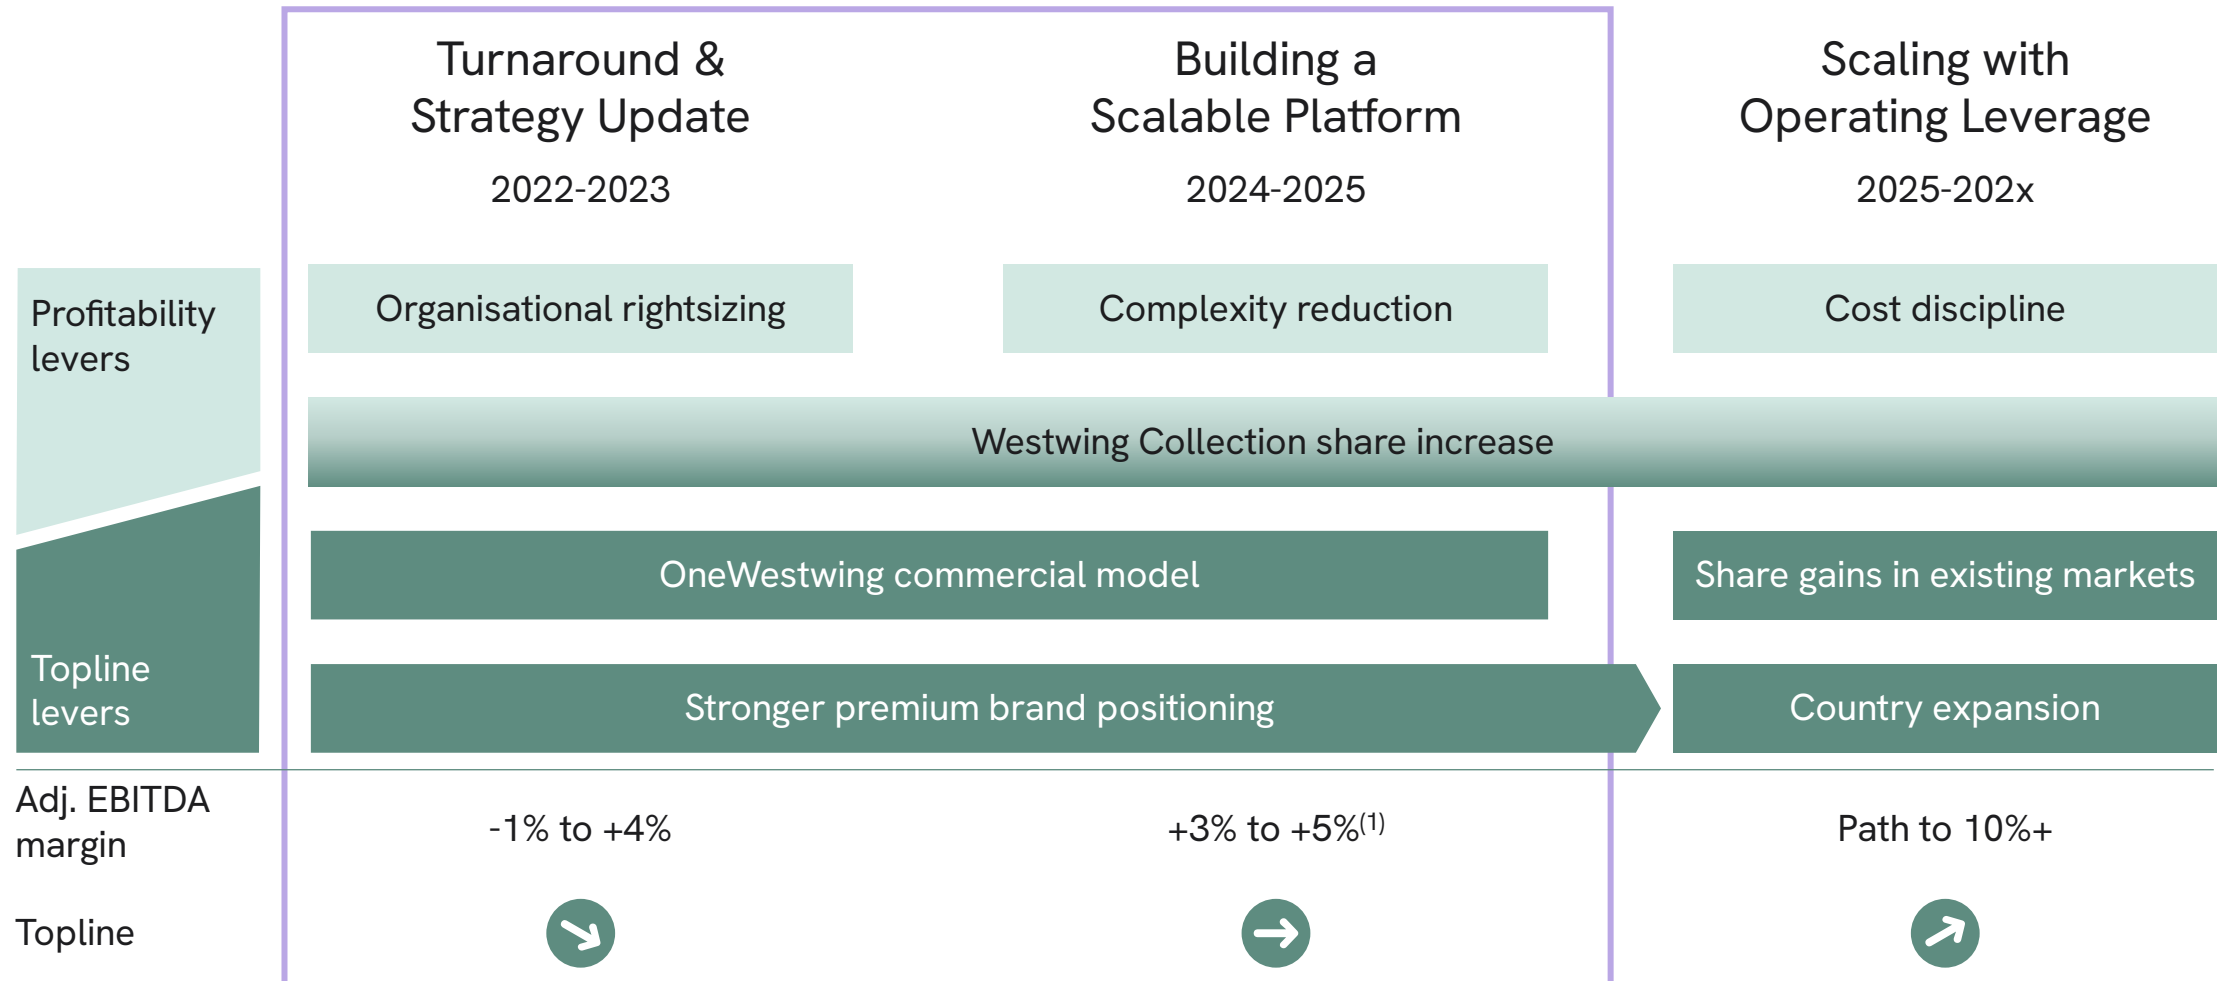 Turnaround &
Strategy Update
2022-2023
Building a
Scalable Platform
2024-2025
Scaling with
Operating Leverage
2025-202x
Profitability
levers
Organisational rightsizing
Complexity reduction
Cost discipline
Westwing Collection share increase
OneWestwing commercial model
Share gains in existing markets
Topline
levers
Stronger premium brand positioning
Country expansion
Adj. EBITDA
margin
-1% to +4%
+3% to +5%(1)
Path to 10%+
Topline